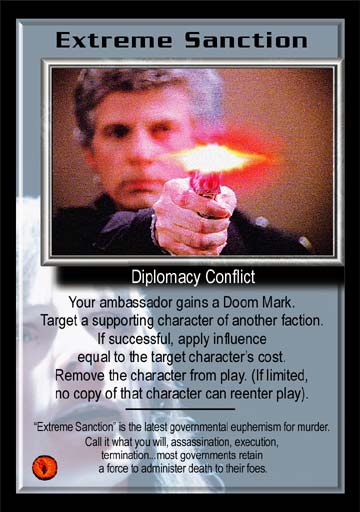 Extreme Sanction
Diplomacy Conflict
Your ambassador gains a Doom Mark.
Target a supporting character of another faction.
If successful, apply influence
equal to the target character's cost.
Remove the character from play. (If limited,
no copy of that character can reenter play).
“Extreme Sanction” is the latest governmental euphemism for murder.
Call it what you will, assassination, execution,
termination...most governments retain
a force to administer death to their foes.